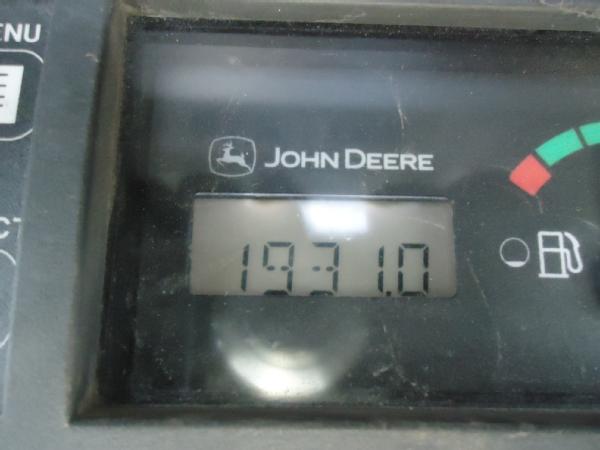 ENU
JOHN DEERE
CT
1931.0